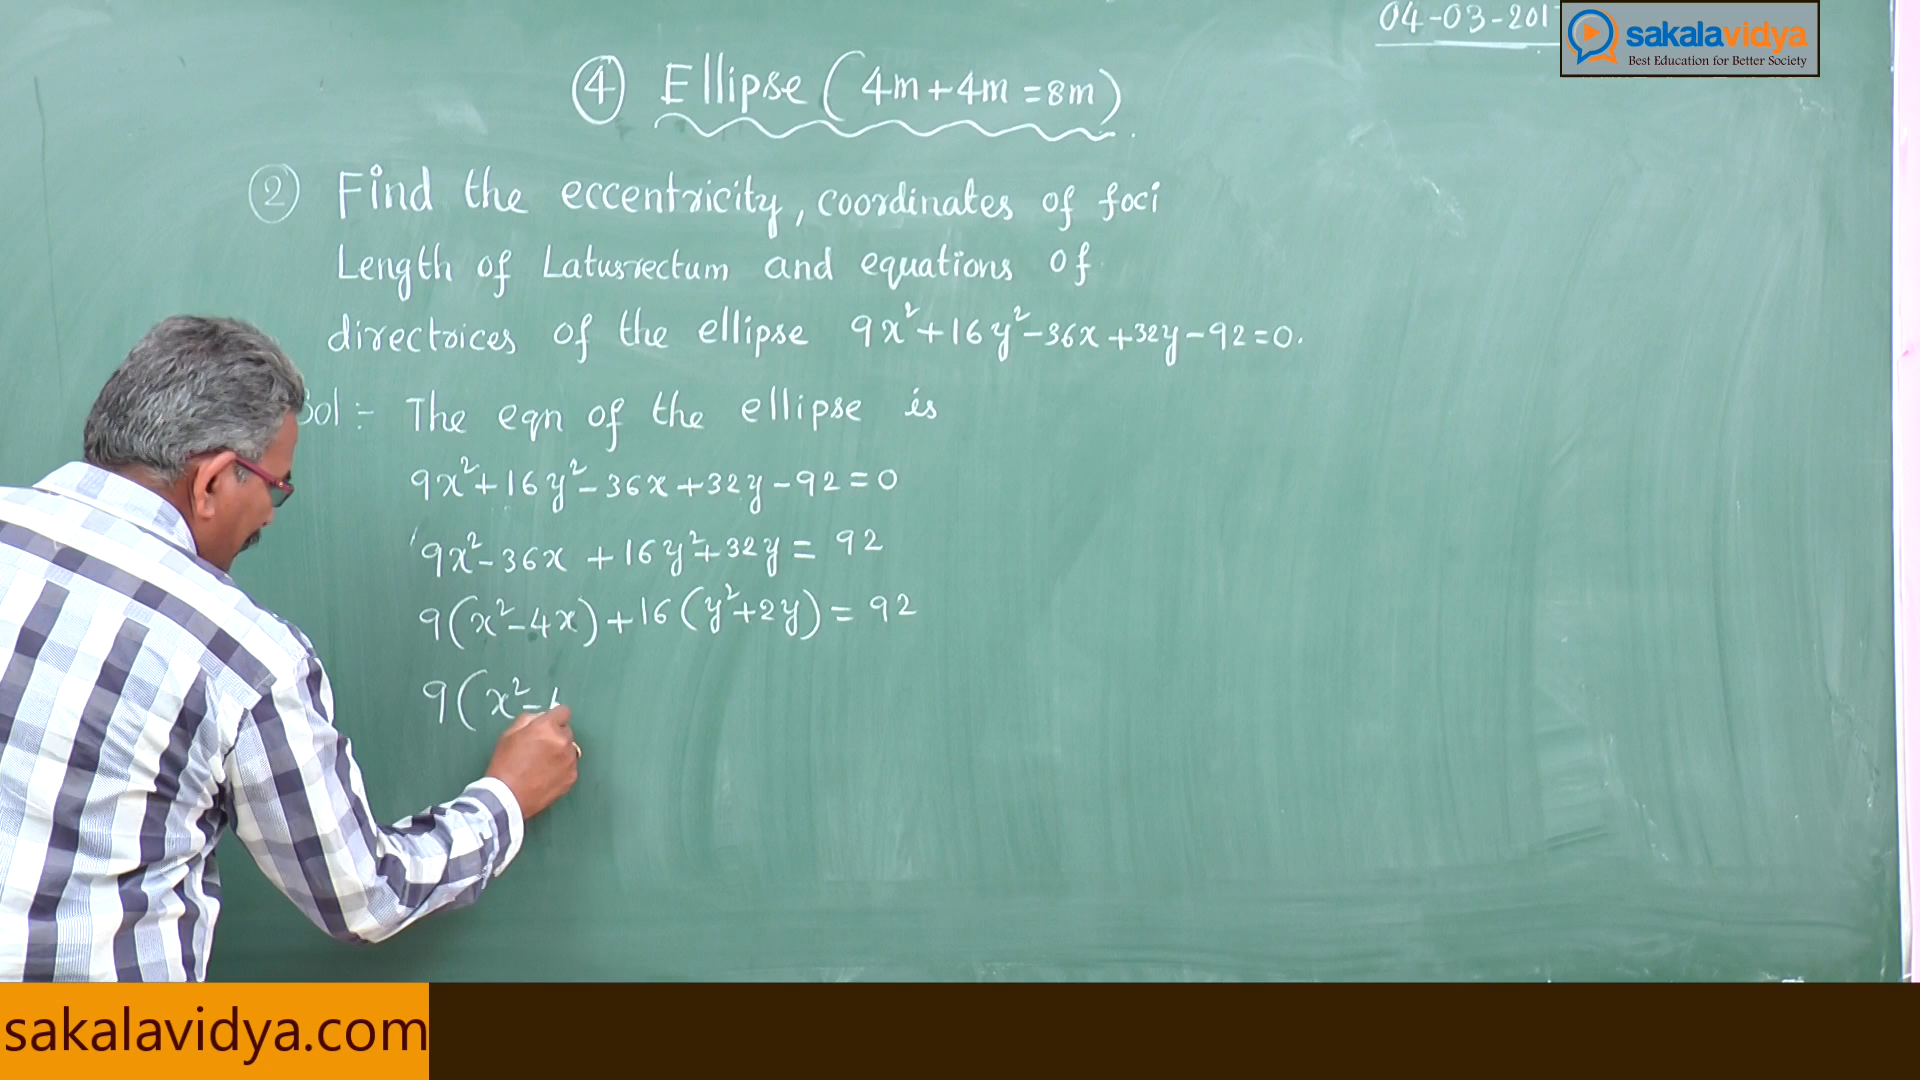 04-03-201
sakalavidya
Best Education for Better Society
④ Ellipse (4m+4m=8m)
② Find the eccentricity, coordinates of foci
Length of Latusrectum and equations of
directrices of the ellipse 9x²+16y²-36x+32y-92=0.
Sol:- The eqn of the ellipse is
9x²+16y²-36x+32y-92=0
9x²-36x+16y²+32y=92
9(x²-4x)+16(y²+2y)=92
9(x²-
sakalavidya.com